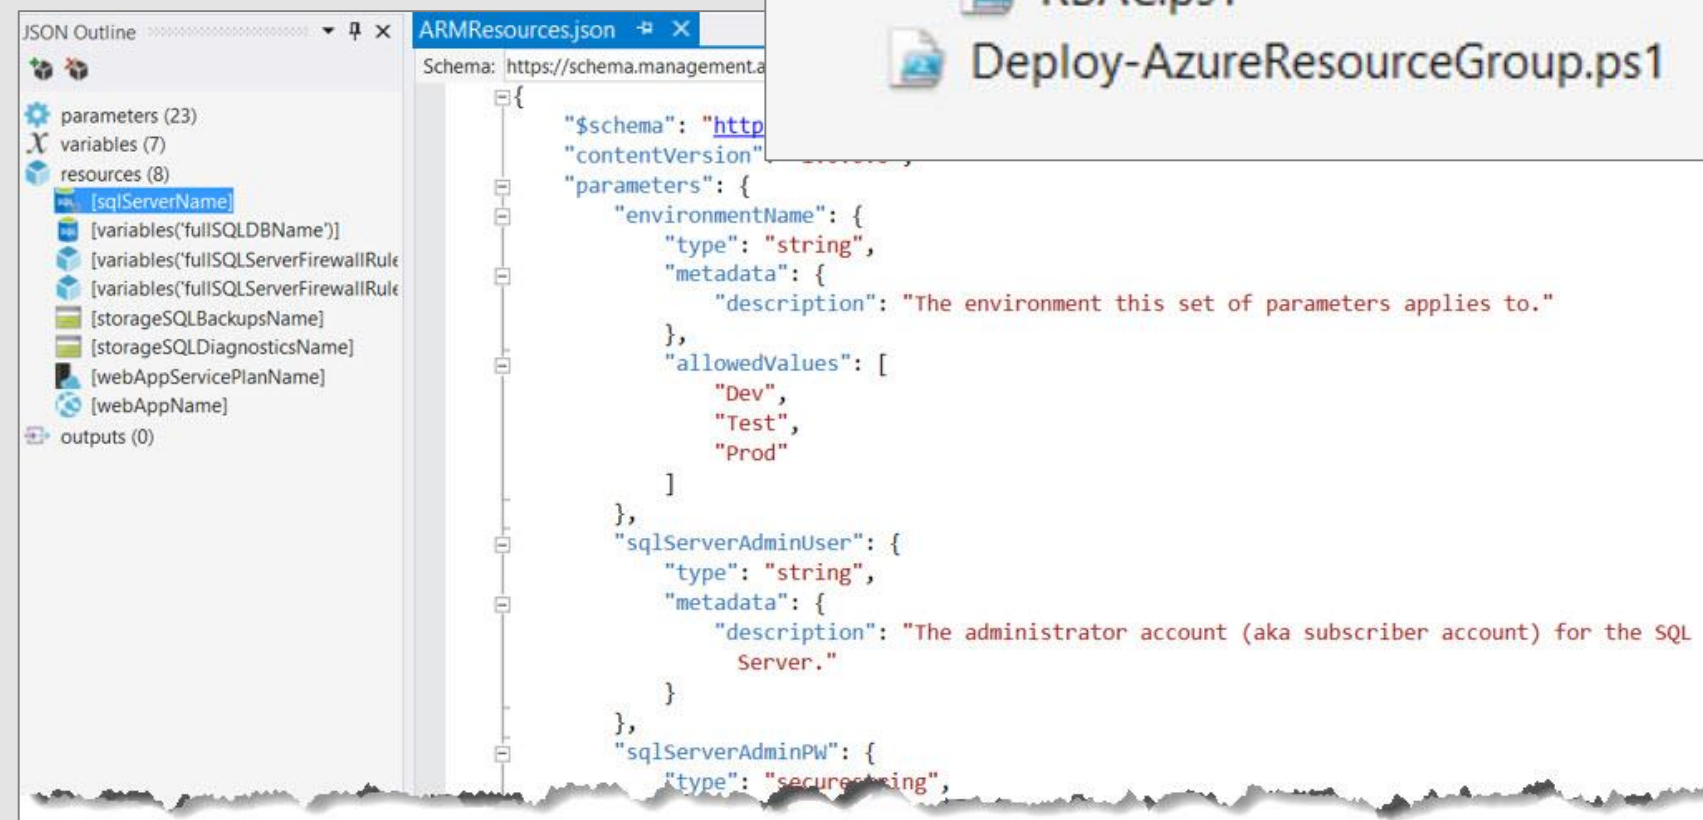 JSON Outline
parameters (23)
variables (7)
resources (8)
[sqlServerName]
[variables('fullSQLDBName')]
[variables('fullSQLServerFirewallRule
[variables('fullSQLServerFirewallRule
[storageSQLBackupsName]
[storageSQLDiagnosticsName]
[webAppServicePlanName]
[webAppName]
outputs (0)
ARMResources.json
Schema: https://schema.management.a
{
"$schema": "http
"contentVersion":
"parameters": {
"environmentName": {
"type": "string",
"metadata": {
"description": "The environment this set of parameters applies to."
},
"allowedValues": [
"Dev",
"Test",
"Prod"
]
},
"sqlServerAdminUser": {
"type": "string",
"metadata": {
"description": "The administrator account (aka subscriber account) for the SQL
Server."
}
},
"sqlServerAdminPW": {
"type": "securestring",
Deploy-AzureResourceGroup.ps1